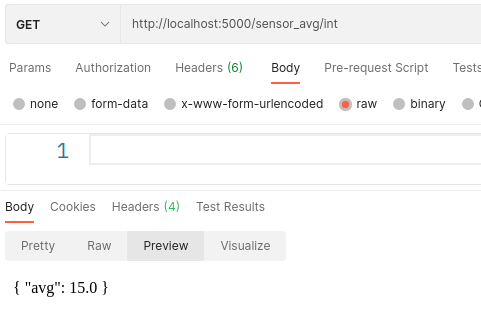 GET http://localhost:5000/sensor_avg/int
Params Authorization Headers (6) Body Pre-request Script Tests
none form-data x-www-form-urlencoded raw binary
1
Body Cookies Headers (4) Test Results
Pretty Raw Preview Visualize
{ "avg": 15.0 }